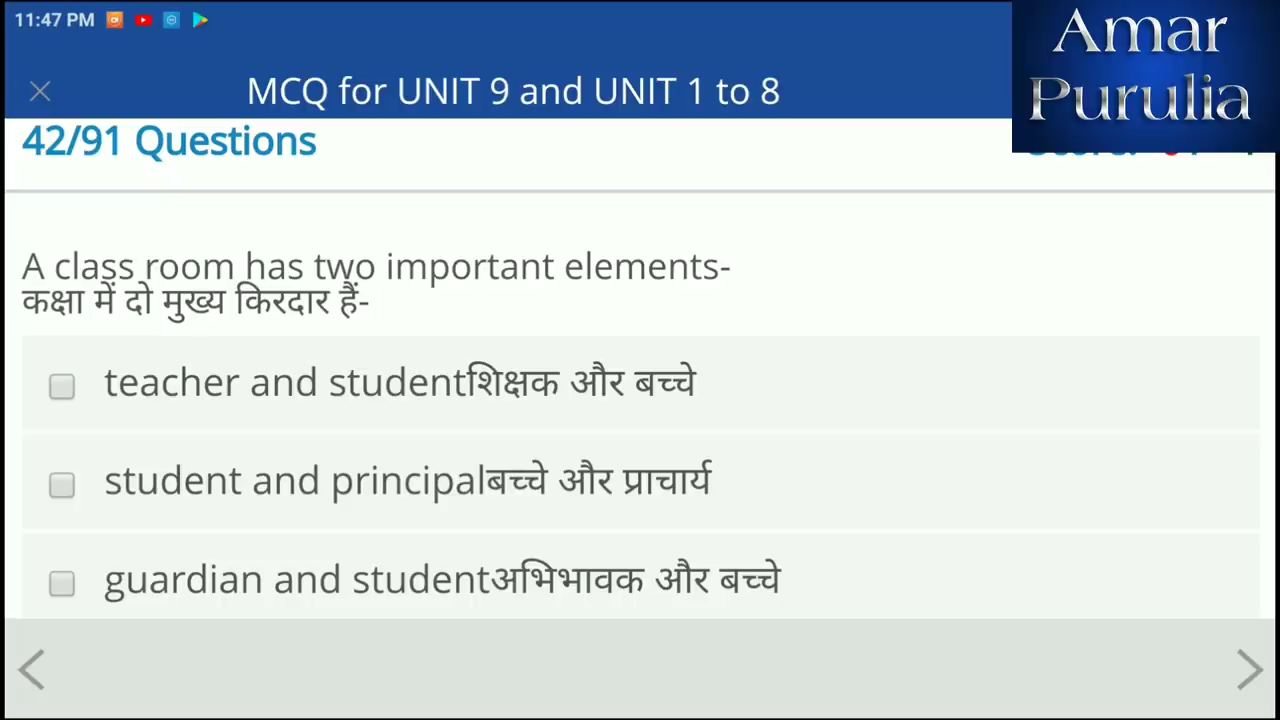 11:47 PM
Amar
Purulia
MCQ for UNIT 9 and UNIT 1 to 8
42/91 Questions
A class room has two important elements-
कक्षा में दो मुख्य किरदार हैं-
teacher and studentशिक्षक और बच्चे
student and principalबच्चे और प्राचार्य
guardian and studentअभिभावक और बच्चे